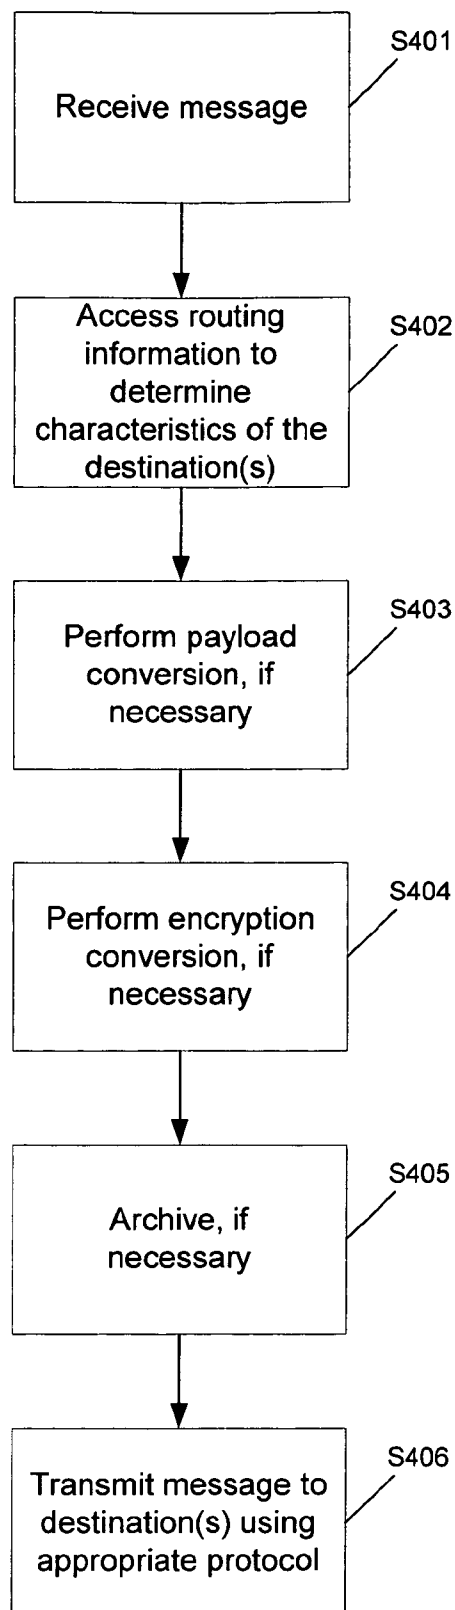 S401
Receive message
S402
Access routing
information to
determine
characteristics of the
destination(s)
S403
Perform payload
conversion, if
necessary
S404
Perform encryption
conversion, if
necessary
S405
Archive, if
necessary
S406
Transmit message to
destination(s) using
appropriate protocol